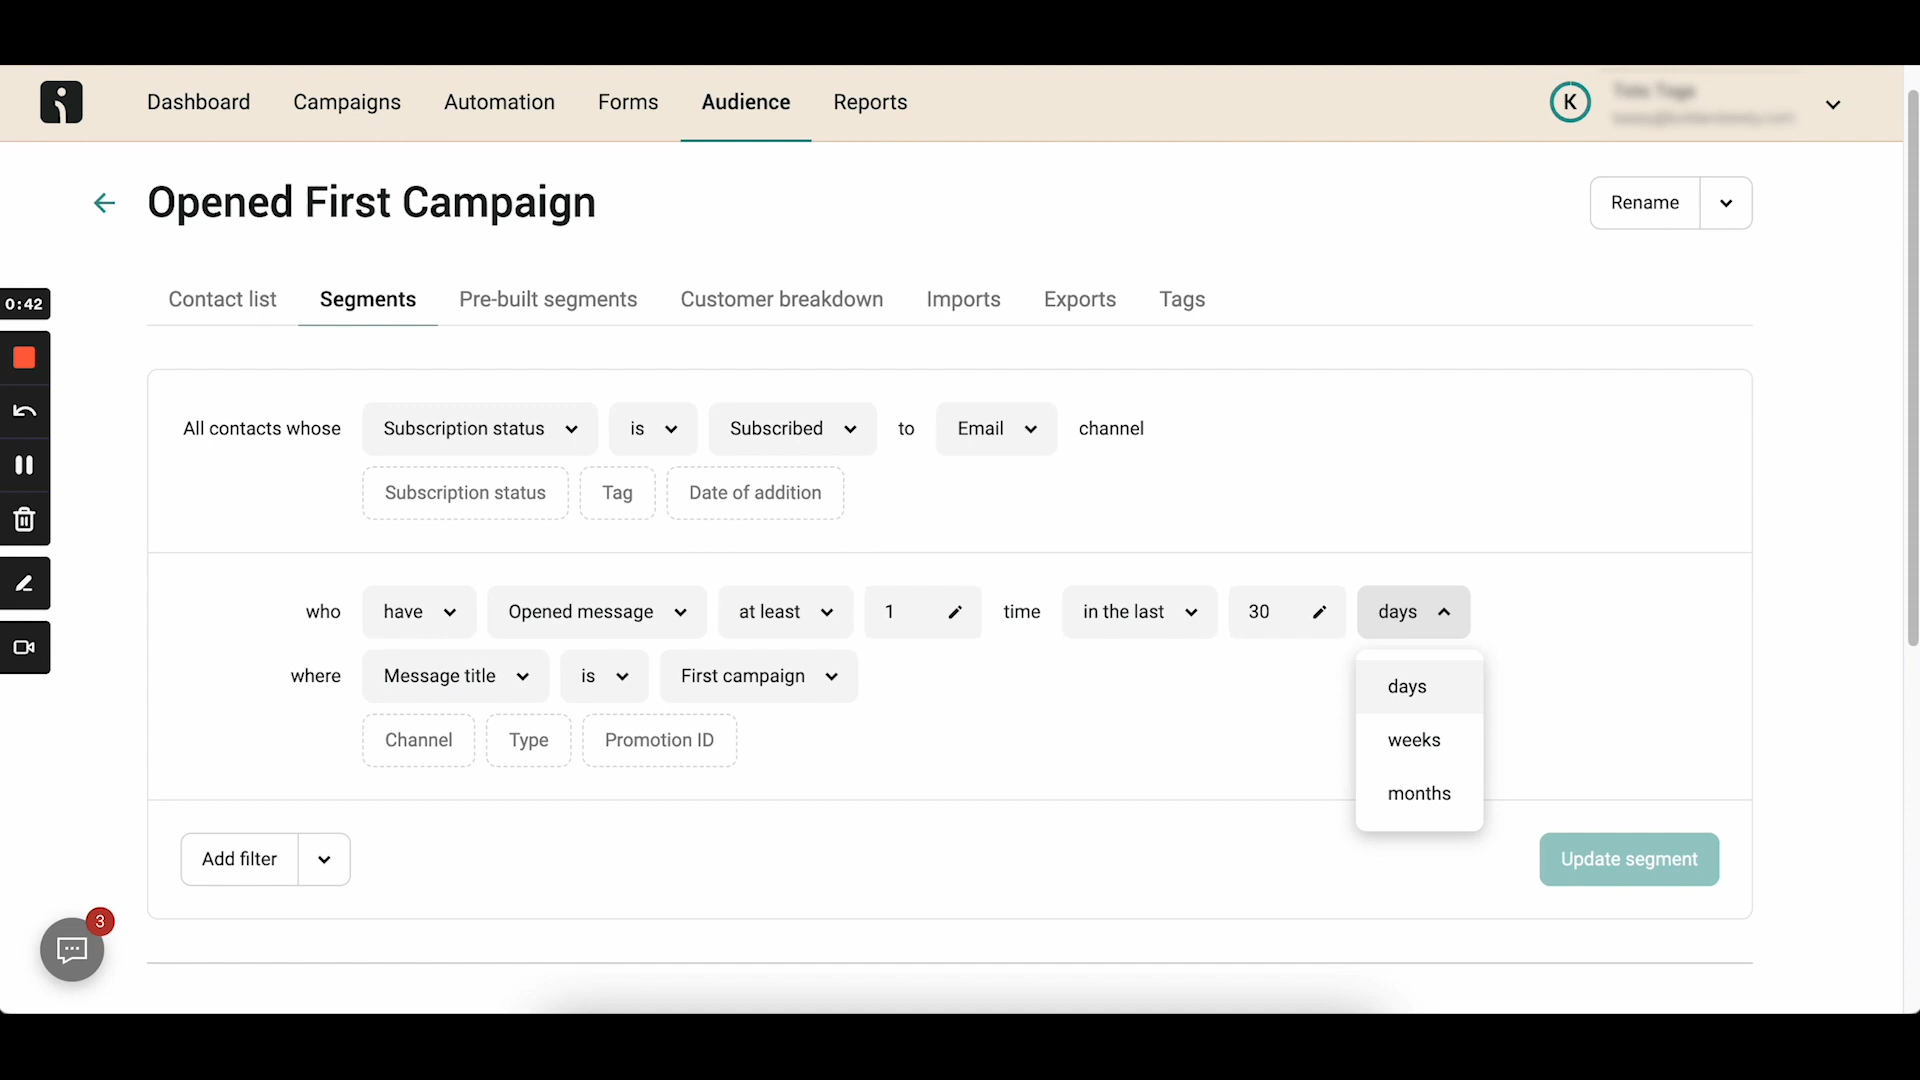 Dashboard Campaigns Automation Forms Audience Reports K
Opened First Campaign
Rename
Contact list Segments Pre-built segments Customer breakdown Imports Exports Tags
0:42
All contacts whose Subscription status is Subscribed to Email channel
Subscription status Tag Date of addition
who have Opened message at least 1 time in the last 30 days
where Message title is First campaign
days
weeks
months
Channel Type Promotion ID
Add filter
Update segment
3